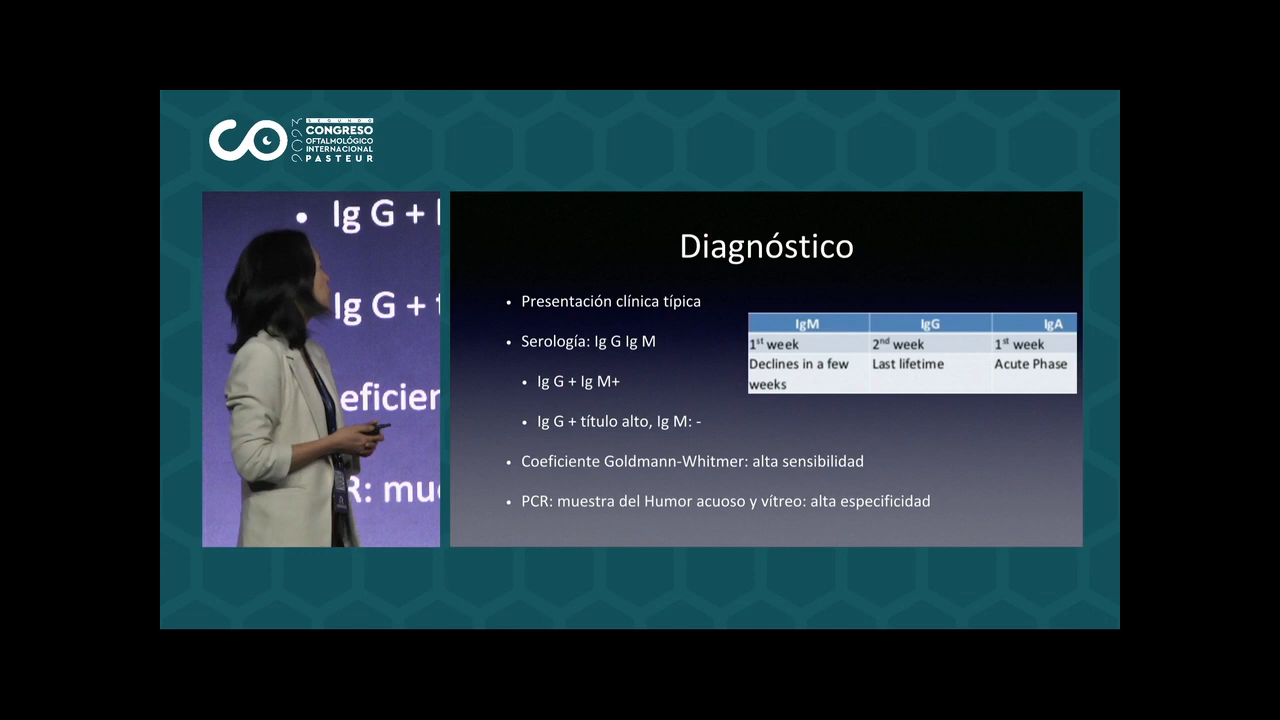 SEGUNDO
CONGRESO
OFTALMOLÓGICO
INTERNACIONAL
PASTEUR
Ig G +
Ig G +
eficien
R: mu
Diagnóstico
• Presentación clínica típica
• Serología: Ig G Ig M
• Ig G + Ig M+
• Ig G + título alto, Ig M: -
• Coeficiente Goldmann-Whitmer: alta sensibilidad
• PCR: muestra del Humor acuoso y vítreo: alta especificidad
IgM IgG IgA
1st week 2nd week 1st week
Declines in a few weeks Last lifetime Acute Phase